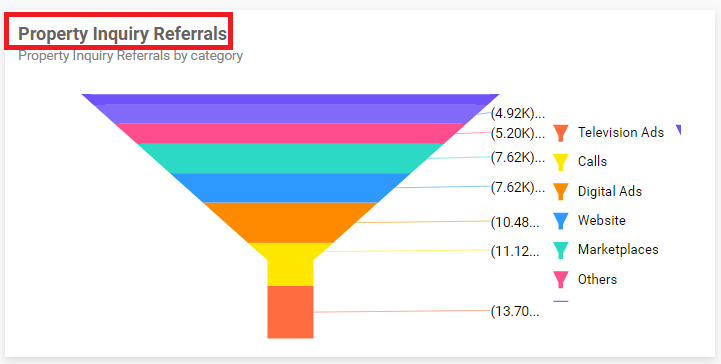 Property Inquiry Referrals
Property Inquiry Referrals by category
(4.92K)...
(5.20K)...
(7.62K)...
(7.62K)...
(10.48...
(11.12...
(13.70...
Television Ads
Calls
Digital Ads
Website
Marketplaces
Others